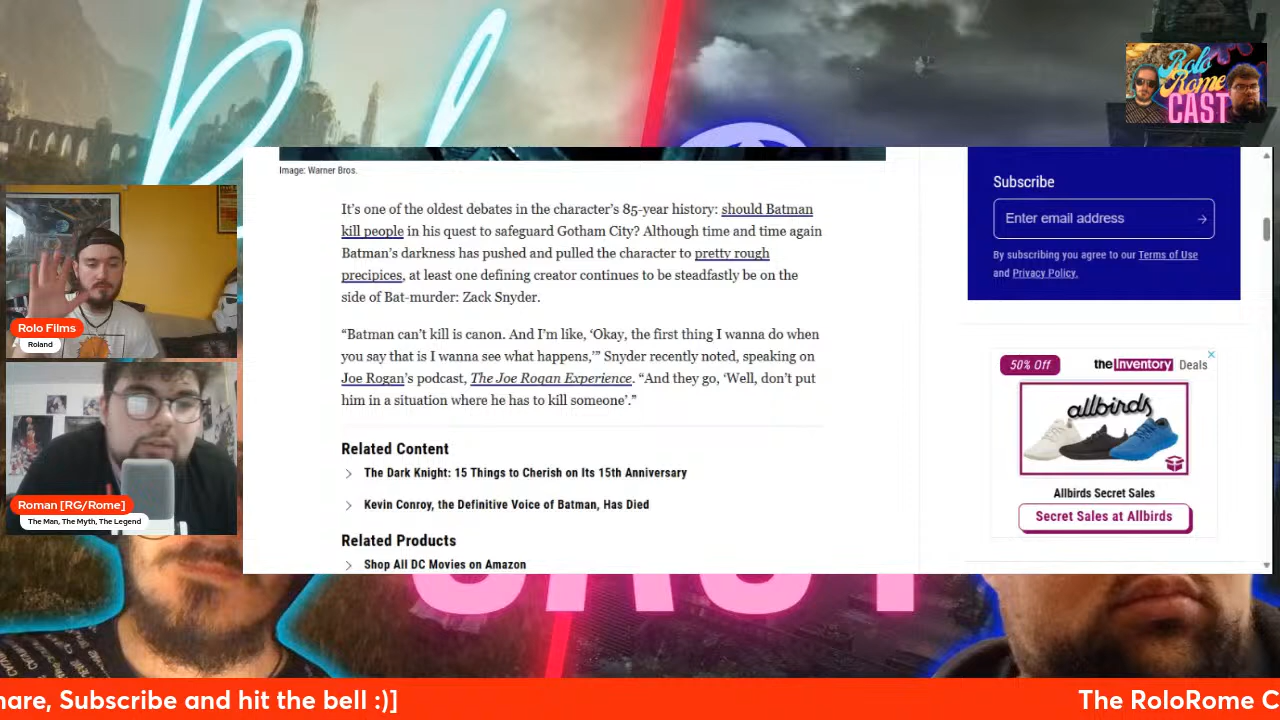 Rolo
Rome
CAST
Image: Warner Bros.
It's one of the oldest debates in the character's 85-year history: should Batman
kill people in his quest to safeguard Gotham City? Although time and time again
Batman's darkness has pushed and pulled the character to pretty rough
precipices, at least one defining creator continues to be steadfastly be on the
side of Bat-murder: Zack Snyder.
“Batman can't kill is canon. And I'm like, ‘Okay, the first thing I wanna do when
you say that is I wanna see what happens,’” Snyder recently noted, speaking on
Joe Rogan's podcast, The Joe Rogan Experience. “And they go, ‘Well, don't put
him in a situation where he has to kill someone’.”
Related Content
The Dark Knight: 15 Things to Cherish on Its 15th Anniversary
Kevin Conroy, the Definitive Voice of Batman, Has Died
Related Products
Shop All DC Movies on Amazon
Subscribe
Enter email address
By subscribing you agree to our Terms of Use
and Privacy Policy.
50% Off
theInventory Deals
allbirds
Allbirds Secret Sales
Secret Sales at Allbirds
Rolo Films
Roland
Roman [RG/Rome]
The Man, The Myth, The Legend
hare, Subscribe and hit the bell :)]
The RoloRome C